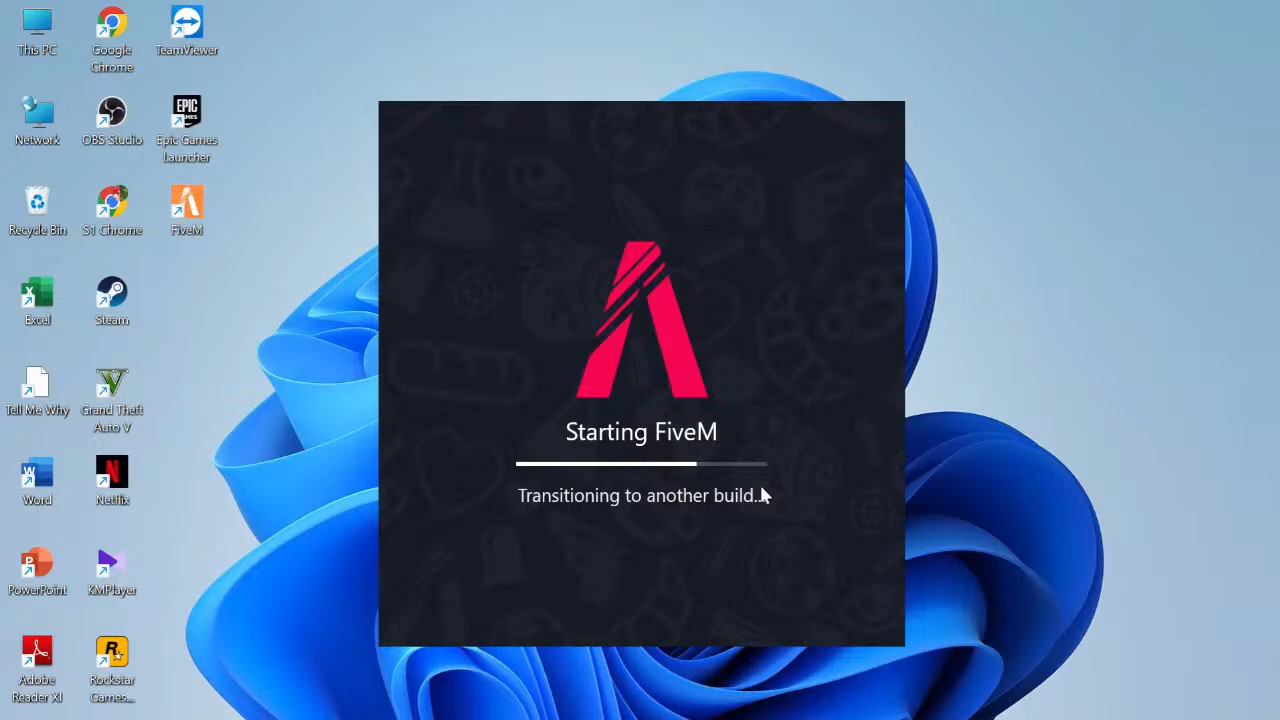 This PC
Google
Chrome
TeamViewer
Network
OBS Studio
EPIC
GAMES
Epic Games
Launcher
Recycle Bin
S1 Chrome
FiveM
X
Excel
Steam
Tell Me Why
V
Grand Theft
Auto V
W
Word
N
Netflix
P
PowerPoint
KMPlayer
Adobe
Reader XI
R
Rockstar
Games...
Starting FiveM
Transitioning to another build..